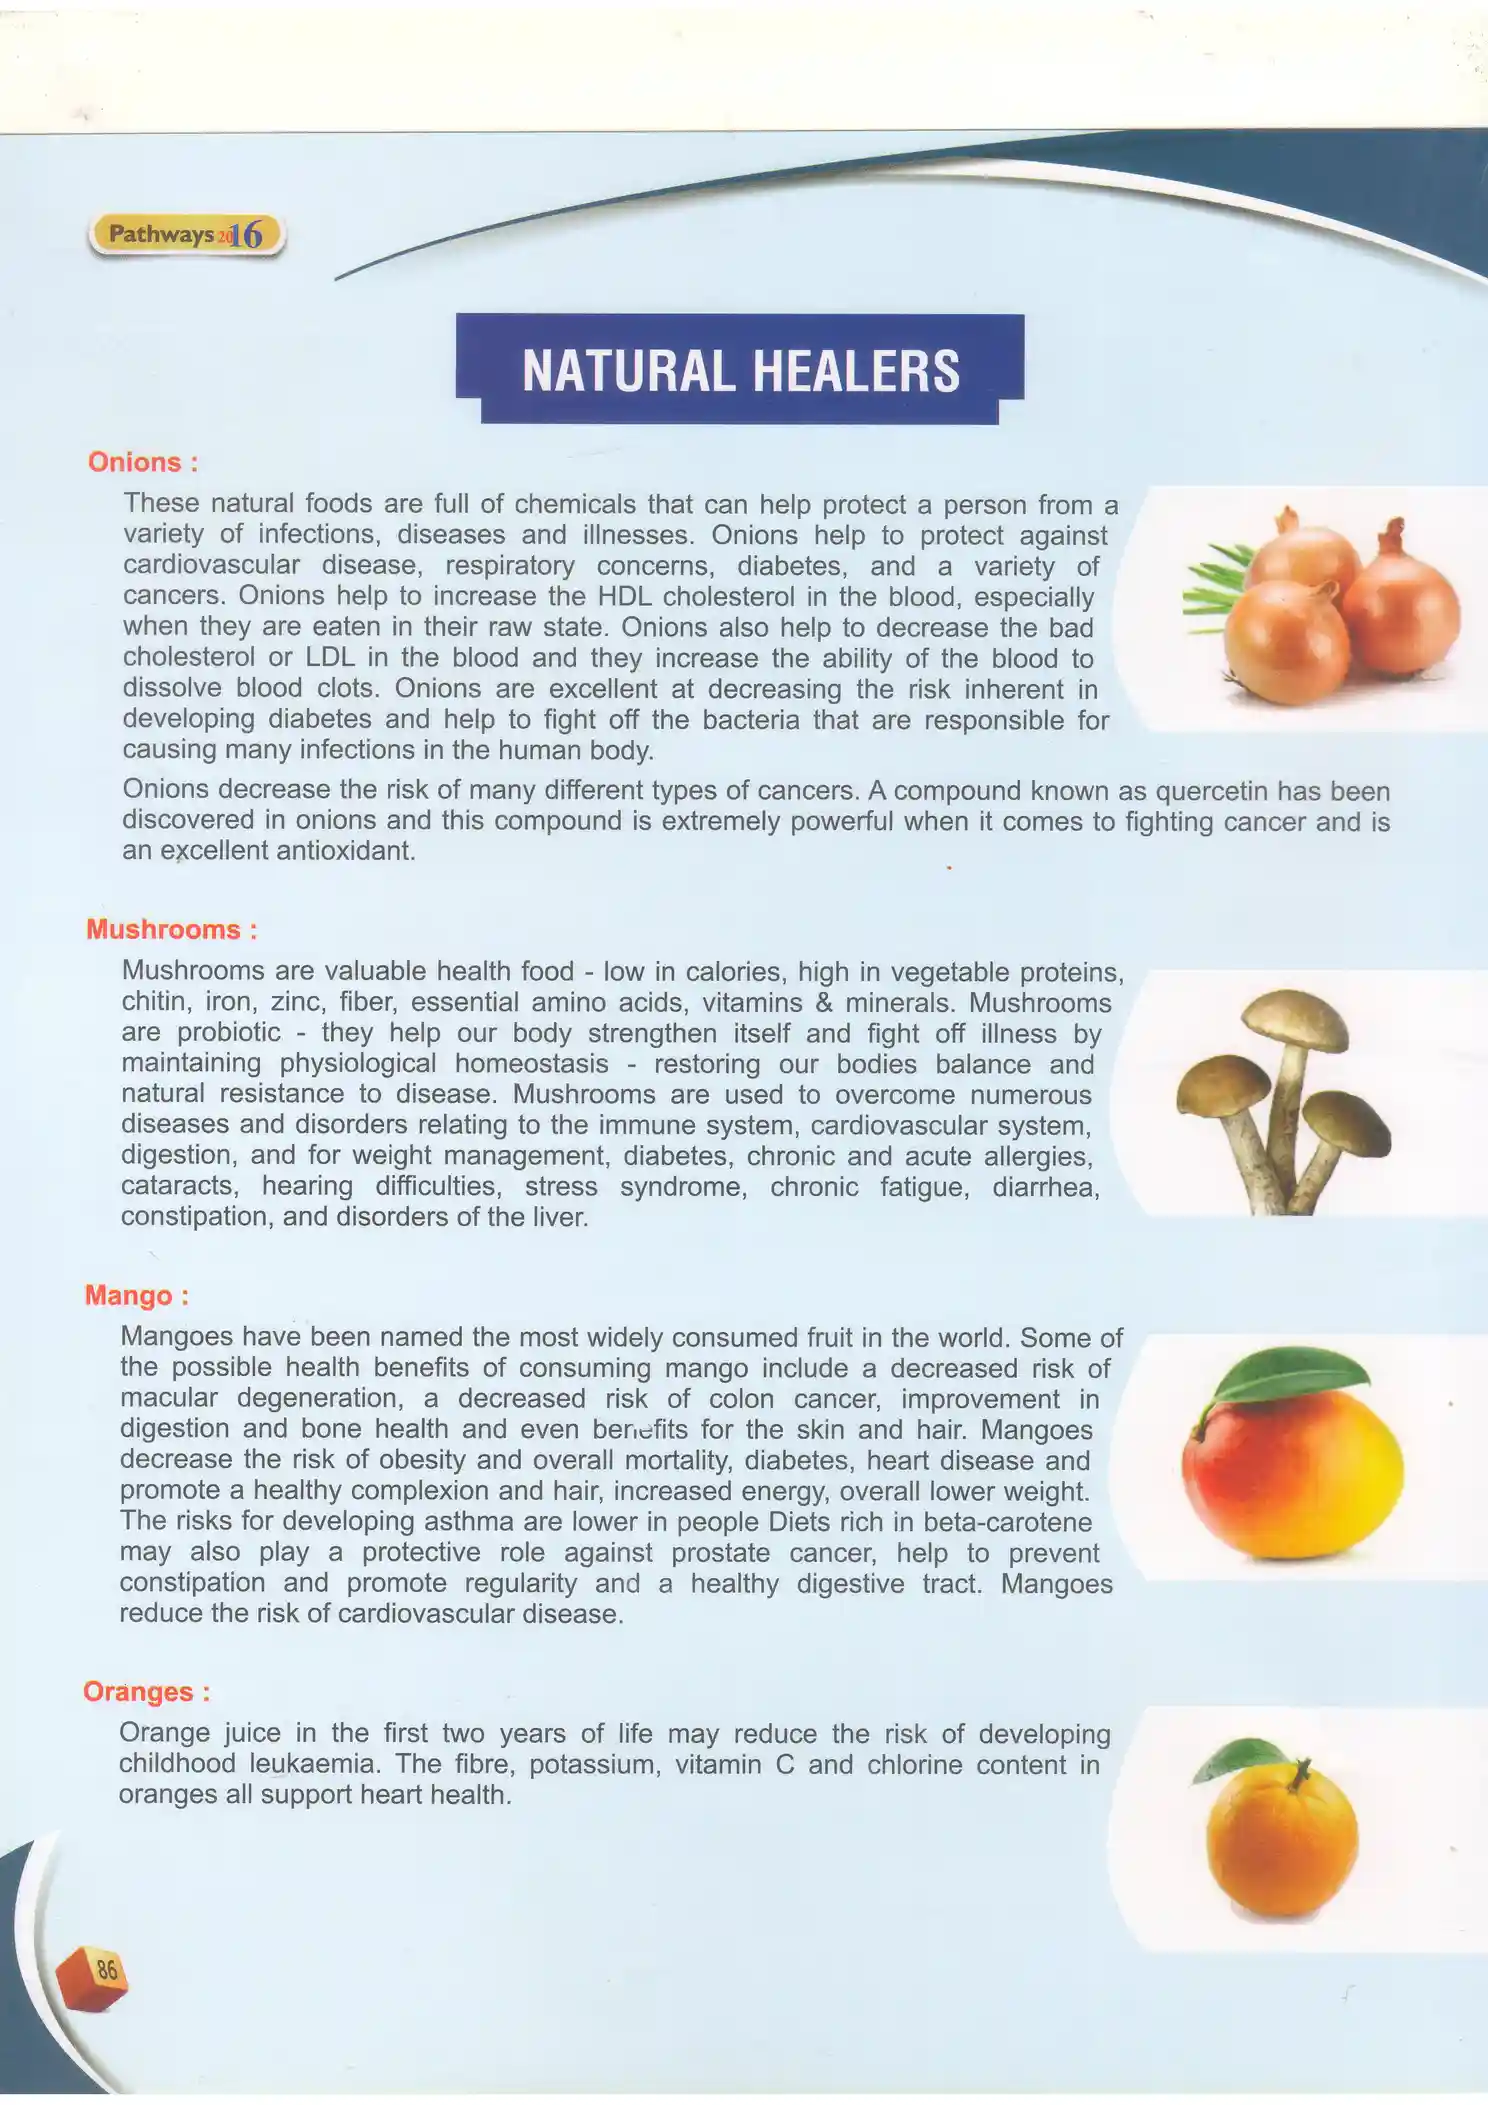 Pathways 2016
NATURAL HEALERS
Onions :
These natural foods are full of chemicals that can help protect a person from a
variety of infections, diseases and illnesses. Onions help to protect against
cardiovascular disease, respiratory concerns, diabetes, and a variety of
cancers. Onions help to increase the HDL cholesterol in the blood, especially
when they are eaten in their raw state. Onions also help to decrease the bad
cholesterol or LDL in the blood and they increase the ability of the blood to
dissolve blood clots. Onions are excellent at decreasing the risk inherent in
developing diabetes and help to fight off the bacteria that are responsible for
causing many infections in the human body.
Onions decrease the risk of many different types of cancers. A compound known as quercetin has been
discovered in onions and this compound is extremely powerful when it comes to fighting cancer and is
an excellent antioxidant.
Mushrooms :
Mushrooms are valuable health food - low in calories, high in vegetable proteins,
chitin, iron, zinc, fiber, essential amino acids, vitamins & minerals. Mushrooms
are probiotic - they help our body strengthen itself and fight off illness by
maintaining physiological homeostasis - restoring our bodies balance and
natural resistance to disease. Mushrooms are used to overcome numerous
diseases and disorders relating to the immune system, cardiovascular system,
digestion, and for weight management, diabetes, chronic and acute allergies,
cataracts, hearing difficulties, stress syndrome, chronic fatigue, diarrhea,
constipation, and disorders of the liver.
Mango :
Mangoes have been named the most widely consumed fruit in the world. Some of
the possible health benefits of consuming mango include a decreased risk of
macular degeneration, a decreased risk of colon cancer, improvement in
digestion and bone health and even benefits for the skin and hair. Mangoes
decrease the risk of obesity and overall mortality, diabetes, heart disease and
promote a healthy complexion and hair, increased energy, overall lower weight.
The risks for developing asthma are lower in people Diets rich in beta-carotene
may also play a protective role against prostate cancer, help to prevent
constipation and promote regularity and a healthy digestive tract. Mangoes
reduce the risk of cardiovascular disease.
Oranges :
Orange juice in the first two years of life may reduce the risk of developing
childhood leukaemia. The fibre, potassium, vitamin C and chlorine content in
oranges all support heart health.
86